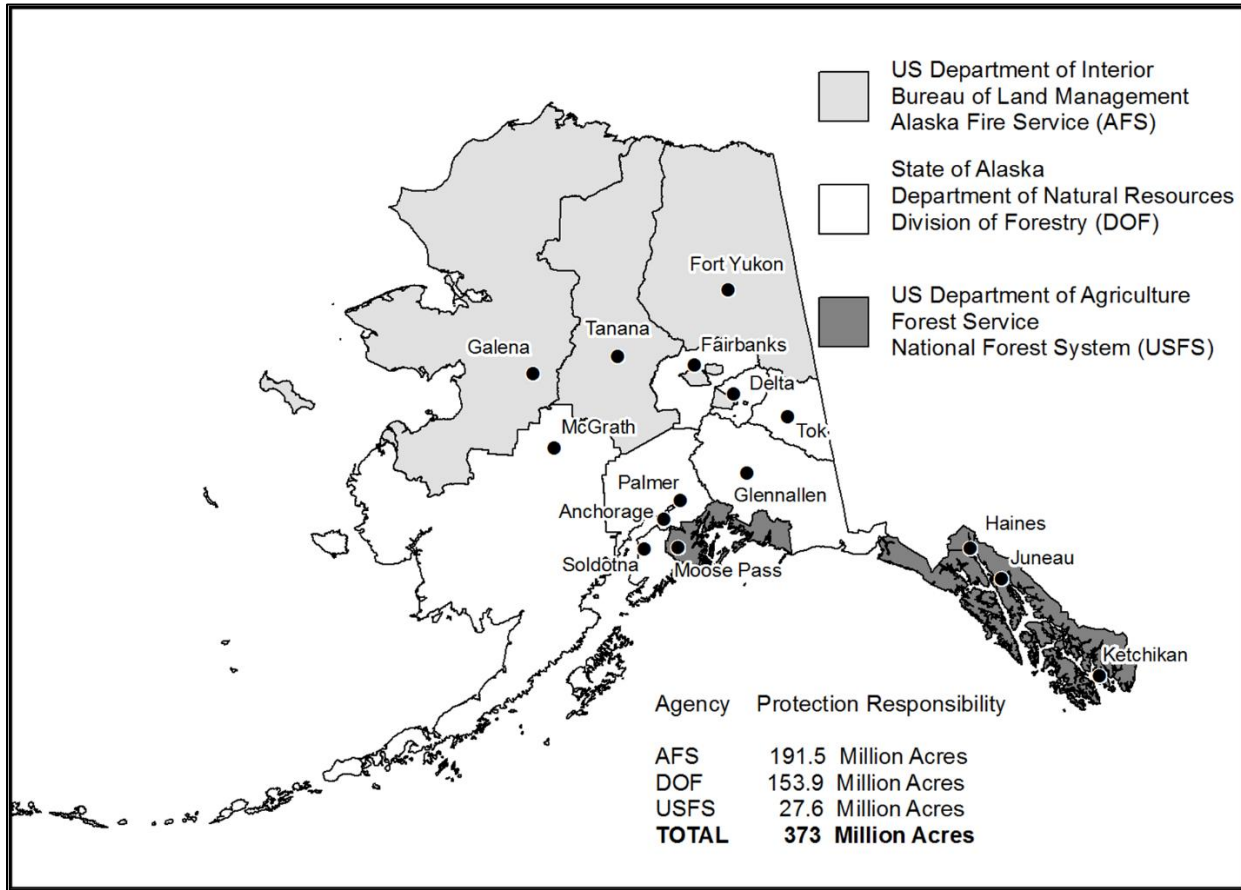 US Department of Interior
Bureau of Land Management
Alaska Fire Service (AFS)
State of Alaska
Department of Natural Resources
Division of Forestry (DOF)
US Department of Agriculture
Forest Service
National Forest System (USFS)
Fort Yukon
Tanana
Fairbanks
Galena
Delta
McGrath
Tok
Palmer
Glennallen
Anchorage
Soldotna
Moose Pass
Haines
Juneau
Ketchikan
Agency Protection Responsibility
AFS 191.5 Million Acres
DOF 153.9 Million Acres
USFS 27.6 Million Acres
TOTAL 373 Million Acres